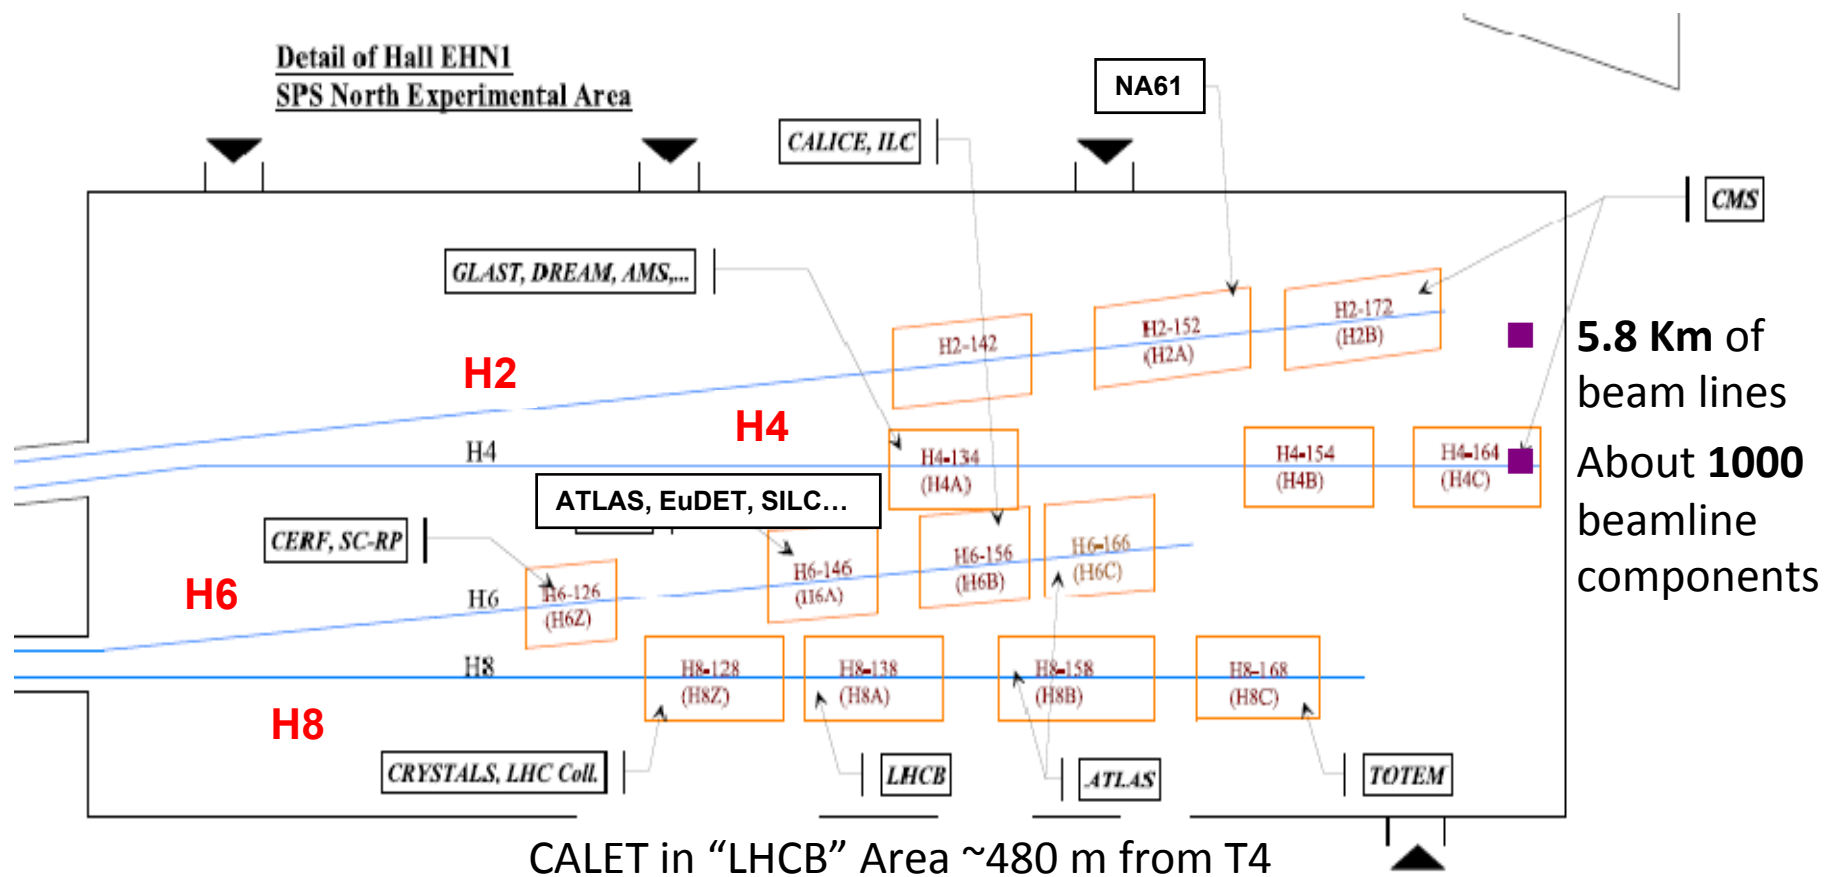 Detail of Hall EHN1
SPS North Experimental Area
NA61
CALICE, ILC
CMS
GLAST, DREAM, AMS,...
H2-172
(H2B)
H2-152
(H2A)
H2-142
5.8 Km of
beam lines
H2
H4
H4
H4-134
(H4A)
H4-154
(H4B)
H4-164
(H4C)
About 1000
beamline
components
ATLAS, EuDET, SILC…
CERF, SC-RP
H6-166
(H6C)
H6-156
(H6B)
H6-146
(H6A)
H6
H6
H6-126
(H6Z)
H8
H8-128
(H8Z)
H8-138
(H8A)
H8-158
(H8B)
H8-168
(H8C)
H8
CRYSTALS, LHC Coll.
LHCB
ATLAS
TOTEM
CALET in “LHCB” Area ~480 m from T4